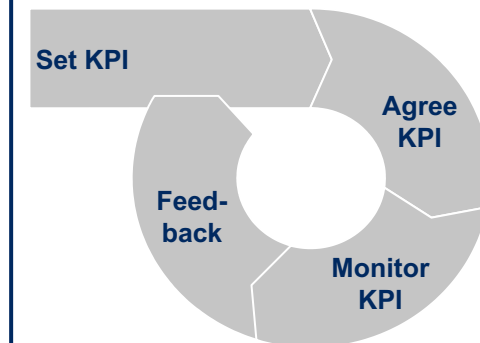 Set KPI
Agree
KPI
Monitor
KPI
Feed-
back